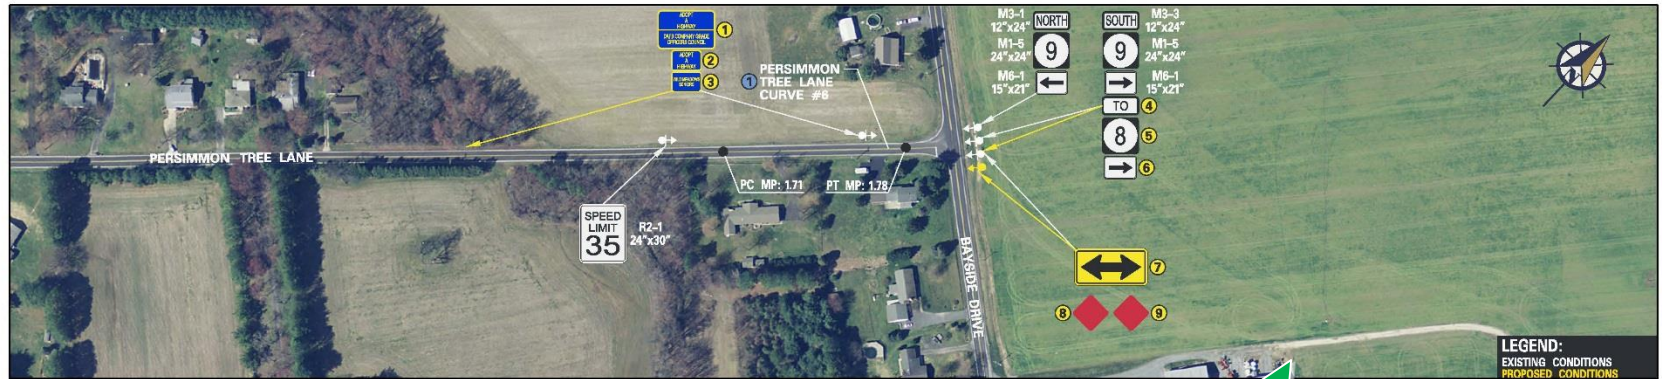 ADOPT
A
HIGHWAY
OFFICERS COUNCIL
1
ADOPT
A
HIGHWAY
2
3
1
PERSIMMON
TREE LANE
CURVE #6
M3-1
12"x24"
NORTH
M1-5
24"x24"
9
M6-1
15"x21"
SOUTH
M3-3
12"x24"
9
M1-5
24"x24"
M6-1
15"x21"
TO
4
8
5
6
PERSIMMON TREE LANE
PC MP: 1.71
PT MP: 1.78
SPEED
LIMIT
35
R2-1
24"x30"
BAYSIDE DRIVE
7
8
9
LEGEND:
EXISTING CONDITIONS
PROPOSED CONDITIONS